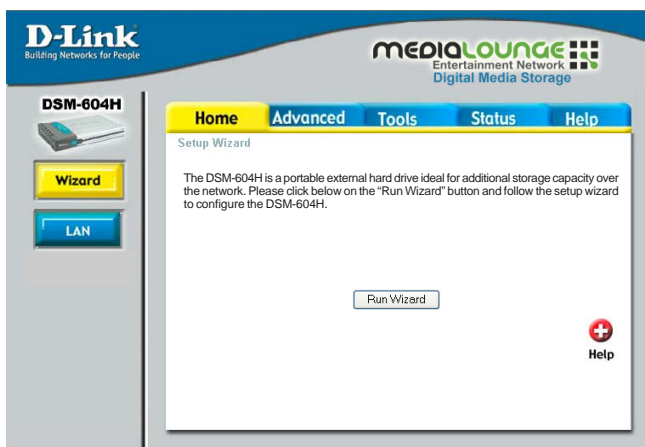 D-Link
Building Networks for People
MEDIALOUNGE
Entertainment Network
Digital Media Storage
DSM-604H
Home Advanced Tools Status Help
Setup Wizard
Wizard
LAN
The DSM-604H is a portable external hard drive ideal for additional storage capacity over
the network. Please click below on the “Run Wizard” button and follow the setup wizard
to configure the DSM-604H.
Run Wizard
Help